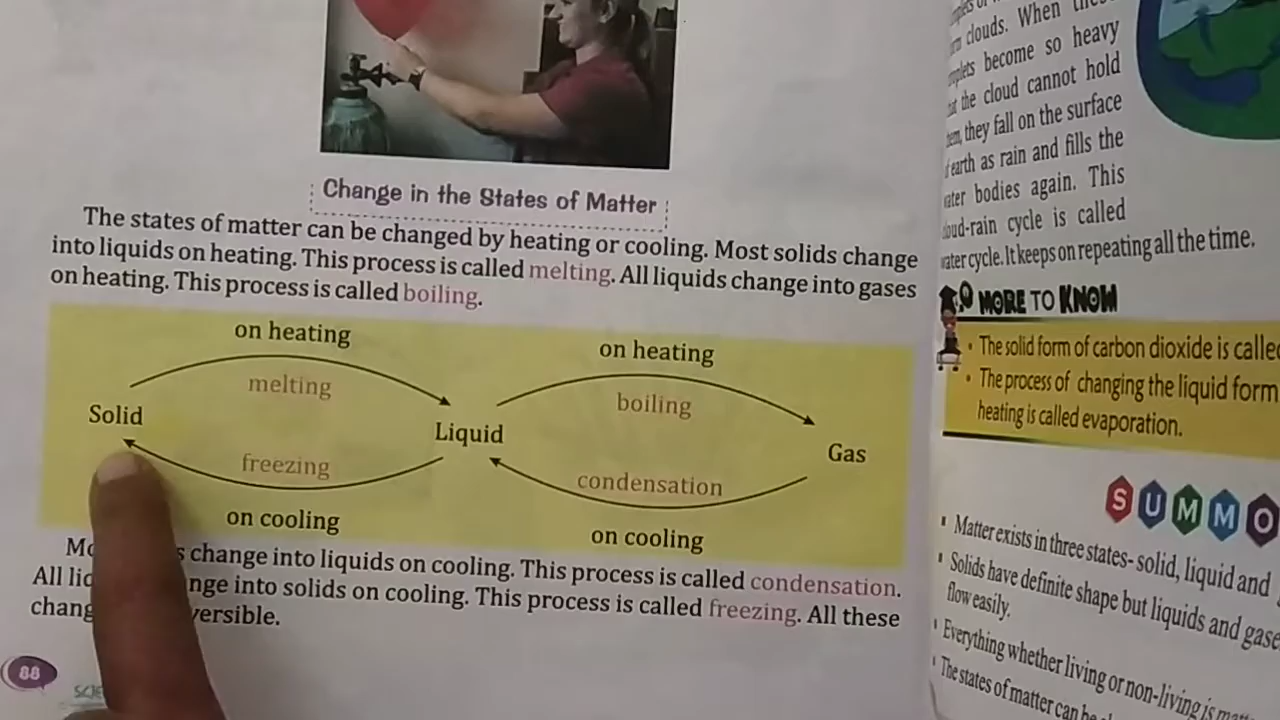 Change in the States of Matter
The states of matter can be changed by heating or cooling. Most solids change
into liquids on heating. This process is called melting. All liquids change into gases
on heating. This process is called boiling.
on heating
melting
on heating
boiling
Solid
Liquid
Gas
freezing
on cooling
condensation
on cooling
change into liquids on cooling. This process is called condensation.
All into solids on cooling. This process is called freezing. All these
88
clouds. When
become so heavy
the cloud cannot hold
they fall on the surface
earth as rain and fills the
bodies again. This
cycle is called
cycle. It keeps on repeating all the time.
MORE TO KNOW
• The solid form of carbon dioxide is
• The process of changing the liquid form
heating is called evaporation.
SUMMO
▪ Matter exists in three states- solid, liquid and
▪ Solids have definite shape but liquids and
flow easily.
▪ Everything whether living or non-living is
▪ The states of matter can be